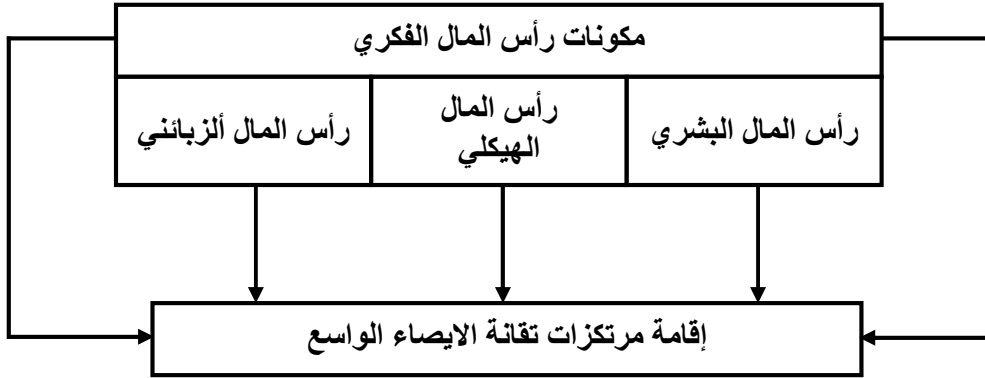 مكونات رأس المال الفكري
رأس المال البشري
رأس المال
الهيكلي
رأس المال ألزبائني
إقامة مرتكزات تقانة الايصاء الواسع